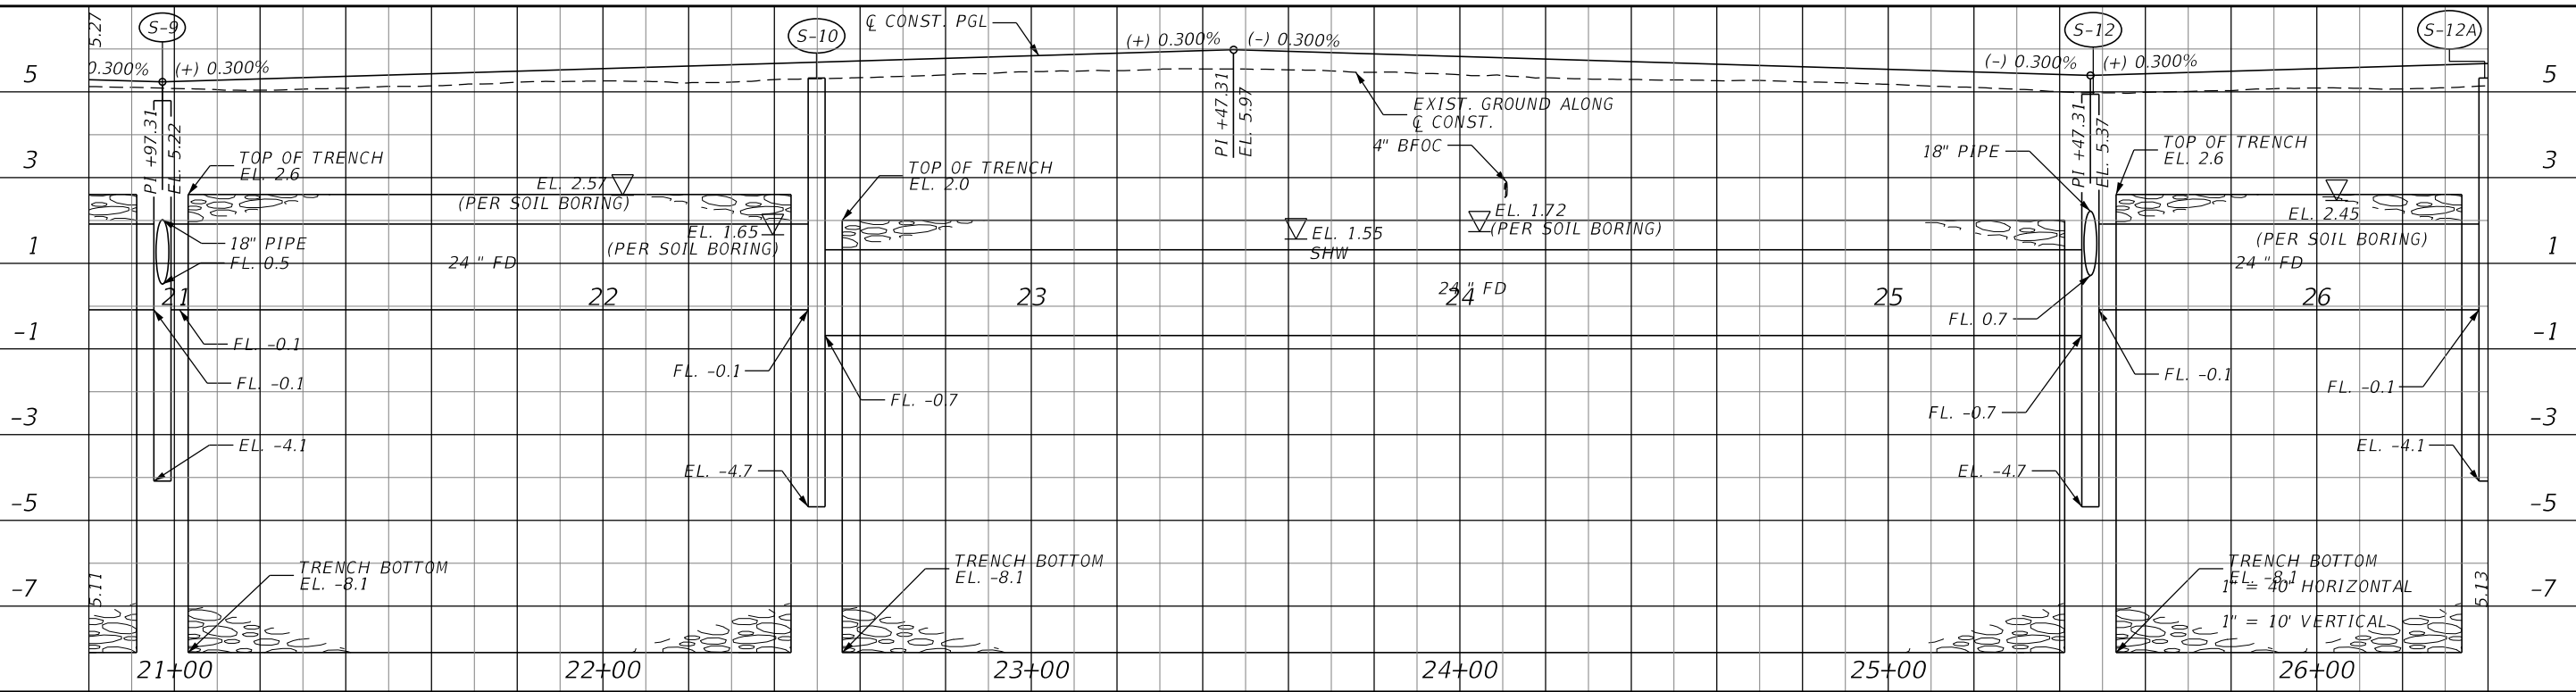 5.27
S-9
S-10
℄ CONST. PGL
(+) 0.300%
(-) 0.300%
S-12
S-12A
0.300%
(+) 0.300%
(-) 0.300%
(+) 0.300%
5
5
PI +97.31
EL. 5.22
PI +47.31
EL. 5.97
EXIST. GROUND ALONG
℄ CONST.
4" BFOC
PI +47.31
EL. 5.37
3
TOP OF TRENCH
EL. 2.6
EL. 2.57
(PER SOIL BORING)
TOP OF TRENCH
EL. 2.0
18" PIPE
TOP OF TRENCH
EL. 2.6
3
1
18" PIPE
FL. 0.5
24 " FD
EL. 1.65
(PER SOIL BORING)
EL. 1.55
SHW
EL. 1.72
(PER SOIL BORING)
EL. 2.45
(PER SOIL BORING)
24 " FD
1
21
22
23
24 " FD
24
25
26
-1
FL. -0.1
FL. -0.1
FL. -0.1
FL. -0.7
FL. 0.7
FL. -0.1
FL. -0.1
-1
-3
FL. -0.7
-3
EL. -4.1
EL. -4.7
EL. -4.7
EL. -4.1
-5
-5
-7
5.11
TRENCH BOTTOM
EL. -8.1
TRENCH BOTTOM
EL. -8.1
TRENCH BOTTOM
EL. -8.1
1" = 40' HORIZONTAL
1" = 10' VERTICAL
5.13
-7
21+00
22+00
23+00
24+00
25+00
26+00